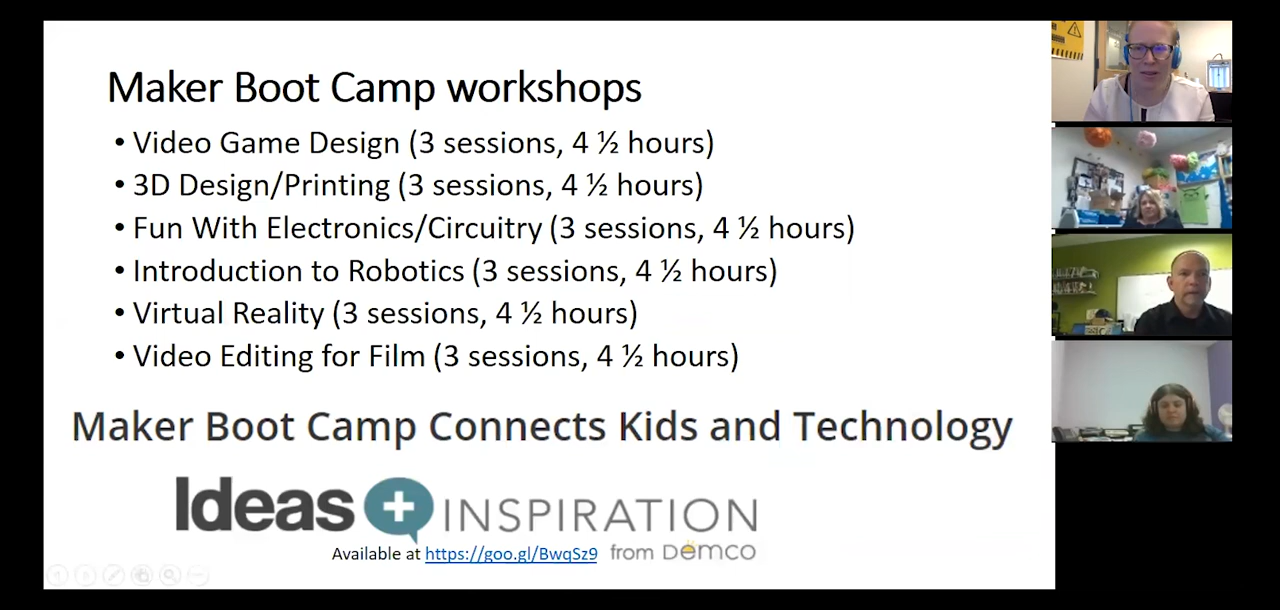 Maker Boot Camp workshops
• Video Game Design (3 sessions, 4 ½ hours)
• 3D Design/Printing (3 sessions, 4 ½ hours)
• Fun With Electronics/Circuitry (3 sessions, 4 ½ hours)
• Introduction to Robotics (3 sessions, 4 ½ hours)
• Virtual Reality (3 sessions, 4 ½ hours)
• Video Editing for Film (3 sessions, 4 ½ hours)
Maker Boot Camp Connects Kids and Technology
Ideas + INSPIRATION
Available at https://goo.gl/BwqSz9 from Demco